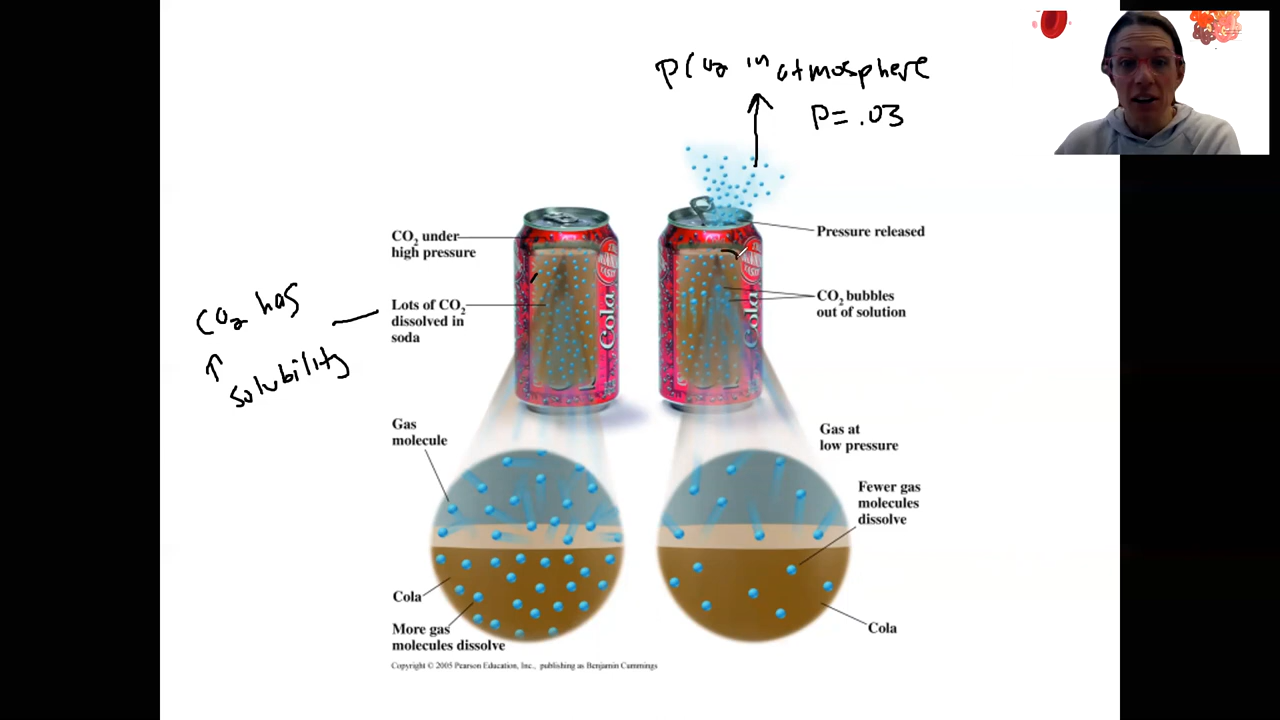 pCO2 in atmosphere
P= .03
CO2 under
high pressure
Pressure released
CO2 has
↑ solubility
Lots of CO2
dissolved in
soda
CO2 bubbles
out of solution
Cola
Cola
Gas
molecule
Gas at
low pressure
Fewer gas
molecules
dissolve
Cola
More gas
molecules dissolve
Cola
Copyright © 2005 Pearson Education, Inc., publishing as Benjamin Cummings